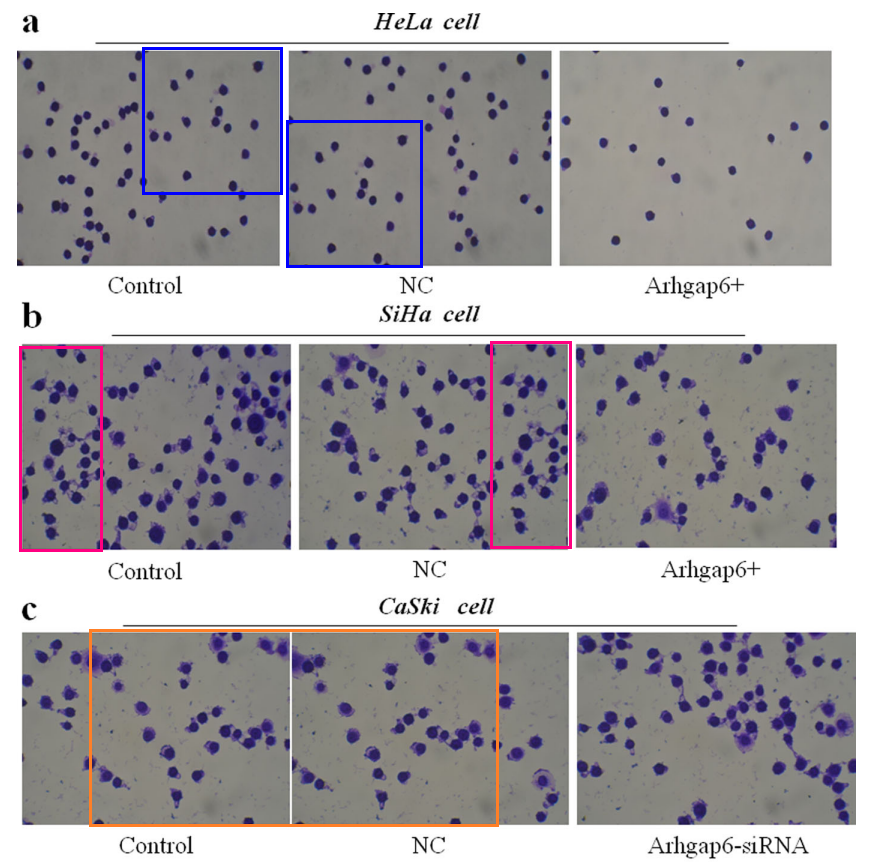 a
HeLa cell
Control NC Arhgap6+
b
SiHa cell
Control NC Arhgap6+
c
CaSki cell
Control NC Arhgap6-siRNA